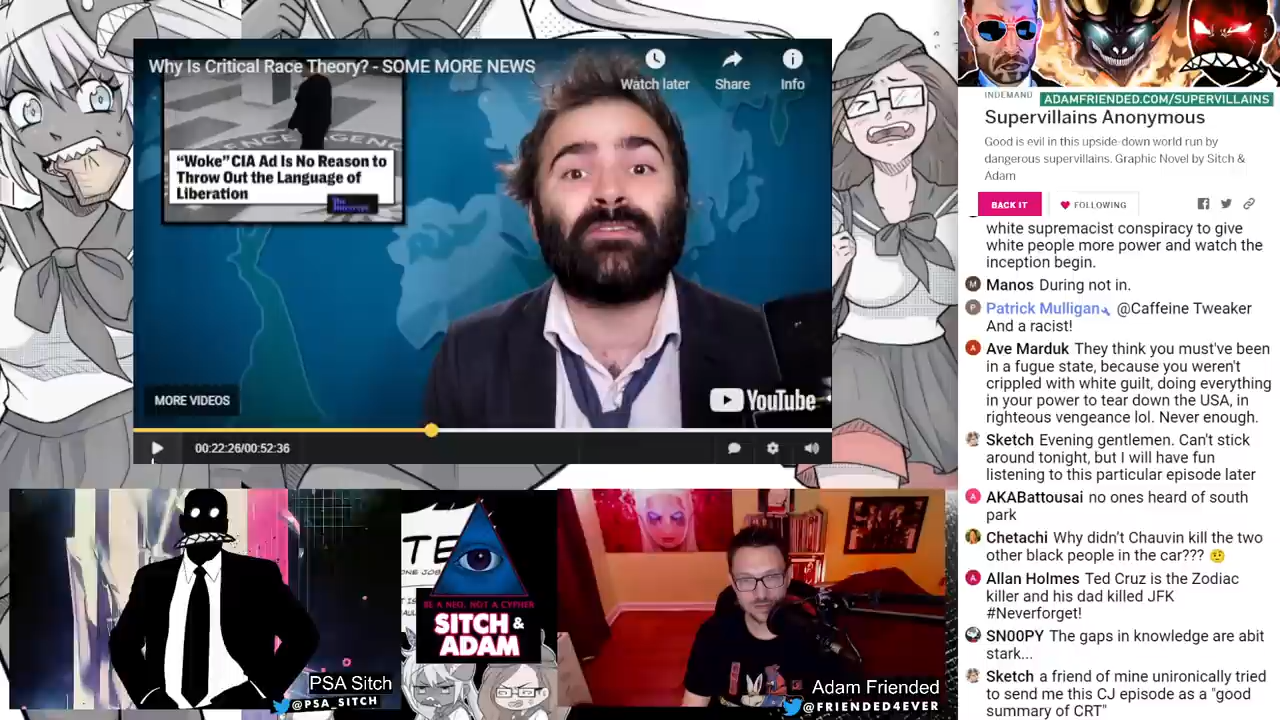 Why Is Critical Race Theory? - SOME MORE NEWS
Watch later
Share
Info
"Woke" CIA Ad Is No Reason to
Throw Out the Language of
Liberation
The
Intercept_
MORE VIDEOS
YouTube
00:22:26/00:52:36
PSA Sitch
@PSA_SITCH
BE A NEO, NOT A CYPHER
SITCH &
ADAM
Adam Friended
@FRIENDED4EVER
INDEMAND
ADAMFRIENDED.COM/SUPERVILLAINS
Supervillains Anonymous
Good is evil in this upside-down world run by
dangerous supervillains. Graphic Novel by Sitch &
Adam
BACK IT
FOLLOWING
white supremacist conspiracy to give
white people more power and watch the
inception begin.
M Manos During not in.
P Patrick Mulligan @Caffeine Tweaker
And a racist!
A Ave Marduk They think you must've been
in a fugue state, because you weren't
crippled with white guilt, doing everything
in your power to tear down the USA, in
righteous vengeance lol. Never enough.
Sketch Evening gentlemen. Can't stick
around tonight, but I will have fun
listening to this particular episode later
A AKABattousai no ones heard of south
park
Chetachi Why didn't Chauvin kill the two
other black people in the car??? 🤨
A Allan Holmes Ted Cruz is the Zodiac
killer and his dad killed JFK
#Neverforget!
SN00PY The gaps in knowledge are abit
stark...
Sketch a friend of mine unironically tried
to send me this CJ episode as a "good
summary of CRT"